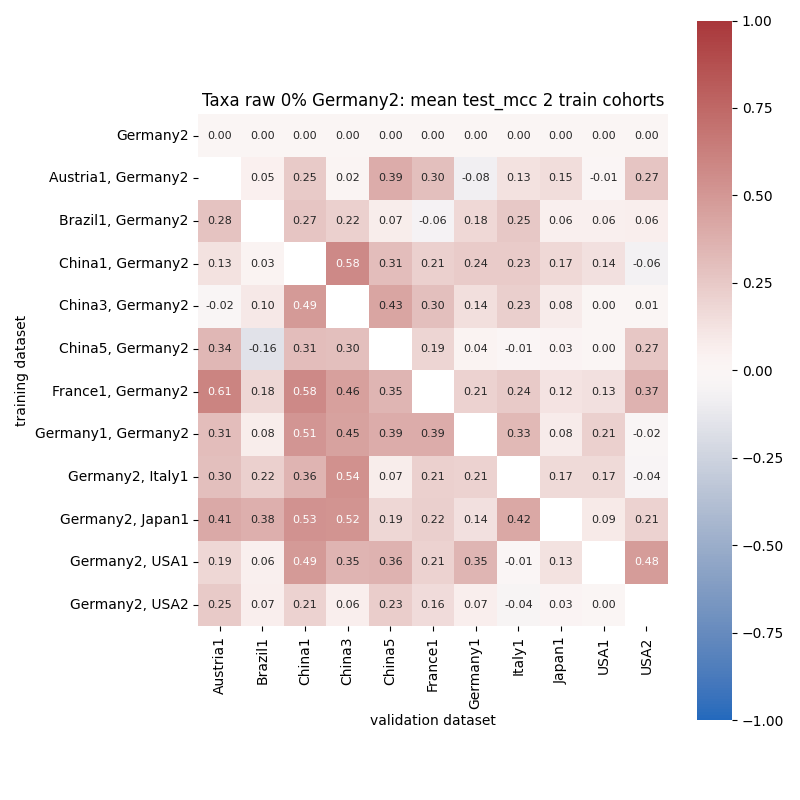 Taxa raw 0% Germany2: mean test_mcc 2 train cohorts
training dataset
Germany2 0.00 0.00 0.00 0.00 0.00 0.00 0.00 0.00 0.00 0.00 0.00
Austria1, Germany2 0.05 0.25 0.02 0.39 0.30 -0.08 0.13 0.15 -0.01 0.27
Brazil1, Germany2 0.28 0.27 0.22 0.07 -0.06 0.18 0.25 0.06 0.06 0.06
China1, Germany2 0.13 0.03 0.58 0.31 0.21 0.24 0.23 0.17 0.14 -0.06
China3, Germany2 -0.02 0.10 0.49 0.43 0.30 0.14 0.23 0.08 0.00 0.01
China5, Germany2 0.34 -0.16 0.31 0.30 0.19 0.04 -0.01 0.03 0.00 0.27
France1, Germany2 0.61 0.18 0.58 0.46 0.35 0.21 0.24 0.12 0.13 0.37
Germany1, Germany2 0.31 0.08 0.51 0.45 0.39 0.39 0.33 0.08 0.21 -0.02
Germany2, Italy1 0.30 0.22 0.36 0.54 0.07 0.21 0.21 0.17 0.17 -0.04
Germany2, Japan1 0.41 0.38 0.53 0.52 0.19 0.22 0.14 0.42 0.09 0.21
Germany2, USA1 0.19 0.06 0.49 0.35 0.36 0.21 0.35 -0.01 0.13 0.48
Germany2, USA2 0.25 0.07 0.21 0.06 0.23 0.16 0.07 -0.04 0.03 0.00
Austria1 Brazil1 China1 China3 China5 France1 Germany1 Italy1 Japan1 USA1 USA2
validation dataset
1.00
0.75
0.50
0.25
0.00
−0.25
−0.50
−0.75
−1.00